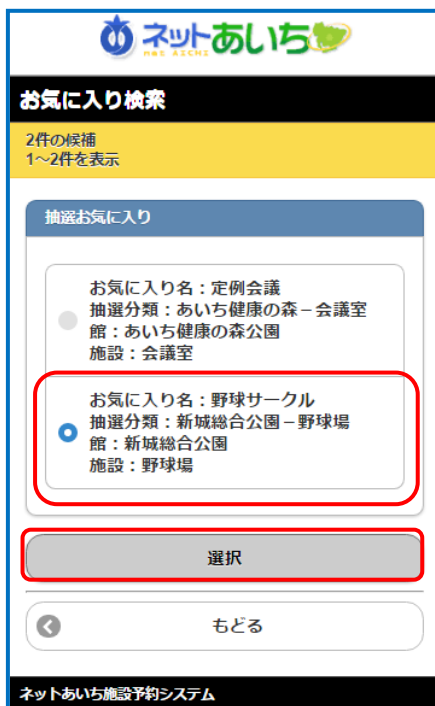 ネットあいち
net AICHI
お気に入り検索
2件の候補
1～2件を表示
抽選お気に入り
お気に入り名：定例会議
抽選分類：あいち健康の森－会議室
館：あいち健康の森公園
施設：会議室
お気に入り名：野球サークル
抽選分類：新城総合公園－野球場
館：新城総合公園
施設：野球場
選択
もどる
ネットあいち施設予約システム